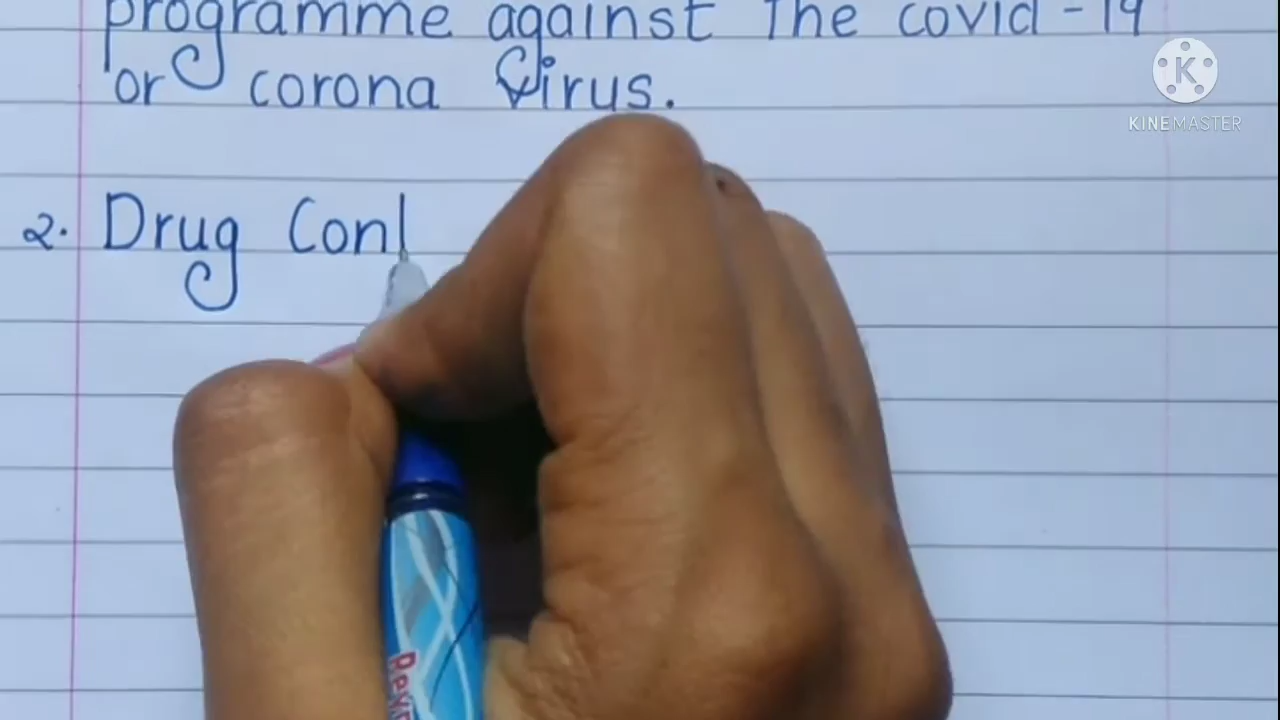 programme against the covid - 19
or corona Virus.
2. Drug Con
KINEMASTER